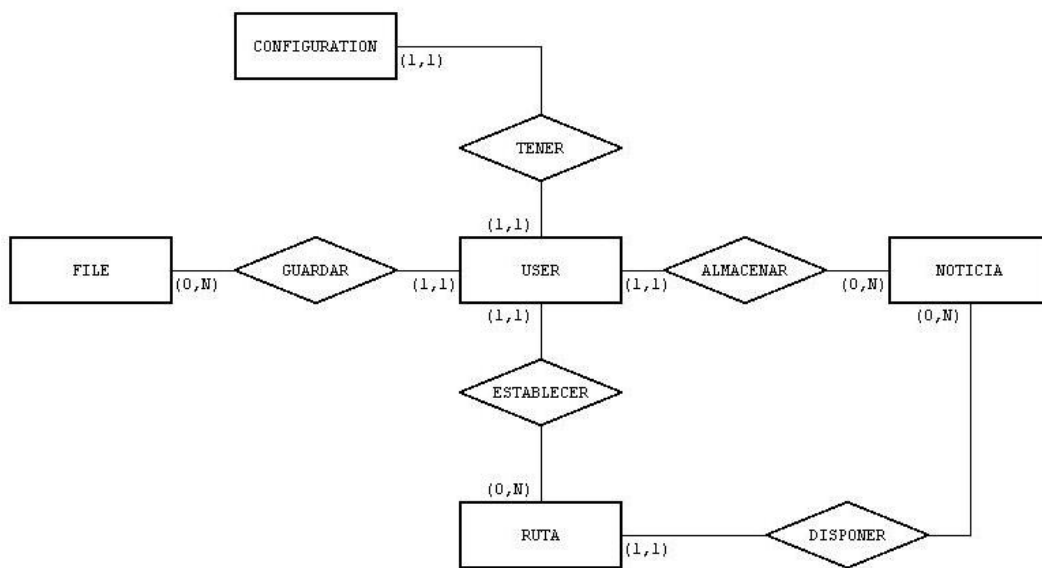 CONFIGURATION
(1,1)
TENER
(1,1)
FILE
(0,N)
GUARDAR
(1,1)
USER
(1,1)
ALMACENAR
(0,N)
NOTICIA
(1,1)
(0,N)
ESTABLECER
(0,N)
RUTA
(1,1)
DISPONER